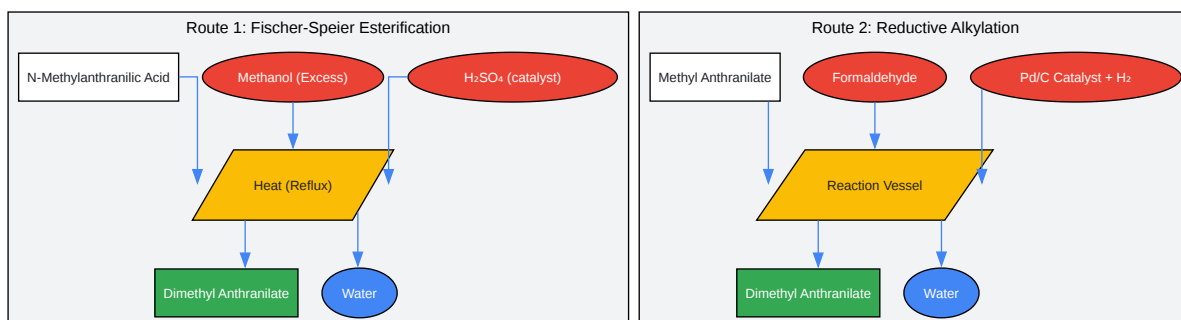 Route 1: Fischer-Speier Esterification
N-Methylanthranilic Acid
Methanol (Excess)
H₂SO₄ (catalyst)
Heat (Reflux)
Dimethyl Anthranilate
Water
Route 2: Reductive Alkylation
Methyl Anthranilate
Formaldehyde
Pd/C Catalyst + H₂
Reaction Vessel
Dimethyl Anthranilate
Water